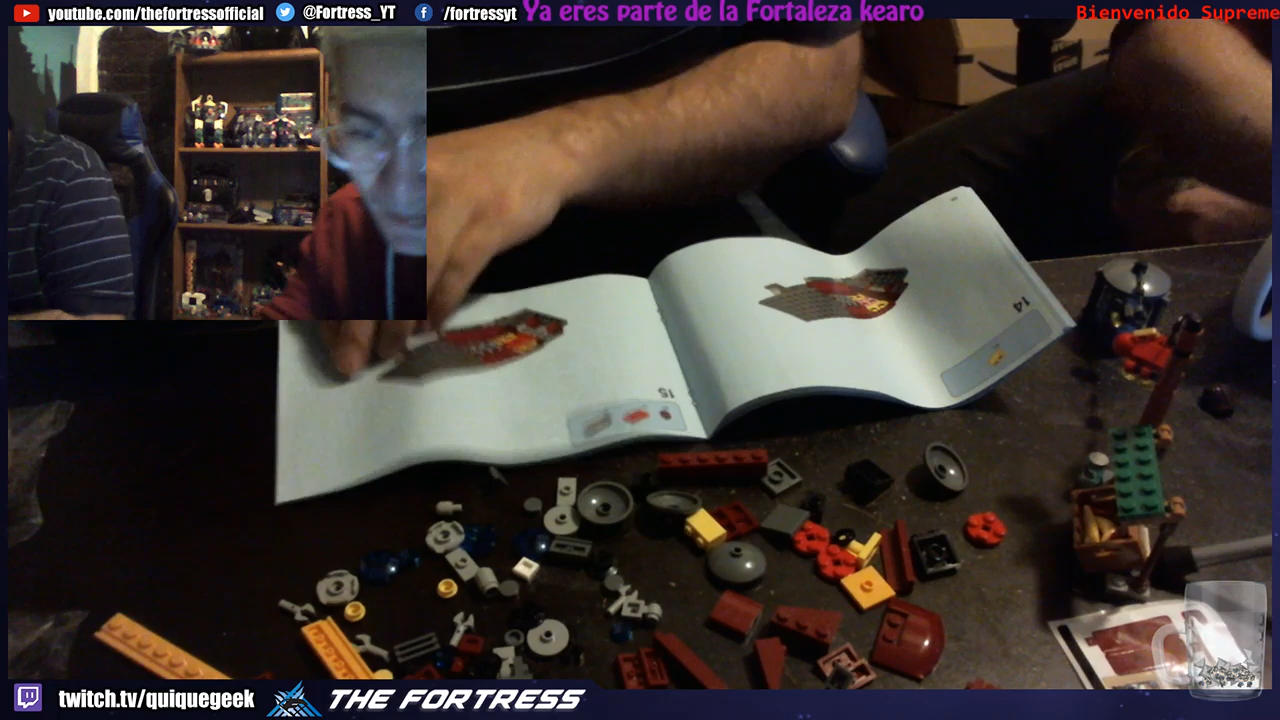 youtube.com/thefortressofficial @Fortress_YT /fortressyt Ya eres parte de la Fortaleza kearo Bienvenido Supreme
14
15
twitch.tv/quiquegeek THE FORTRESS